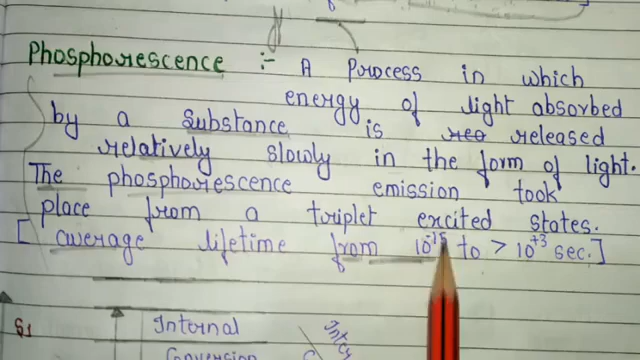 Phosphorescence :- A Process in which
energy of light absorbed
by a Substance is released
relatively slowly in the form of light.
The phosphorescence emission took
place from a triplet excited states.
[ average lifetime from 10⁻¹⁵ to > 10⁺³ sec.]
S1
Internal
Conversion